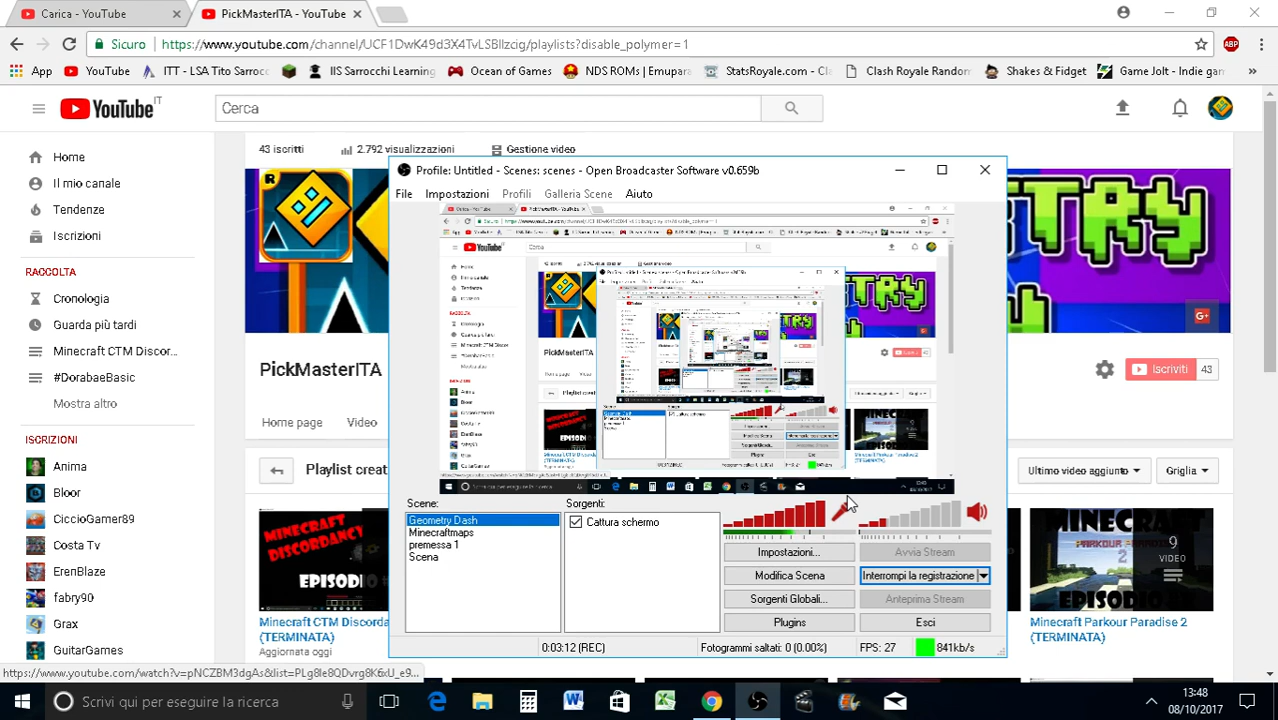 Carica - YouTube
PickMasterITA - YouTube
Sicuro
https://www.youtube.com/channel/UCF1DwK49d3X4TvLSBIlzcig/playlists?disable_polymer=1
ABP
App
YouTube
ITT - LSA Tito Sarroc
IIS Sarrocchi Learning
Ocean of Games
NDS ROMs | Emupara
StatsRoyale.com - Cl
Clash Royale Random
Shakes & Fidget
Game Jolt - Indie gam
YouTube IT
Cerca
Home
Il mio canale
Tendenze
Iscrizioni
RACCOLTA
Cronologia
Guarda più tardi
Minecraft CTM Discor...
#DorabaeBasic
Mostra altro
ISCRIZIONI
Anima
Bloor
CiccioGamer89
Costa Tv
ErenBlaze
fabry90
Grax
GuitarGames
43 iscritti
2.792 visualizzazioni
Gestione video
PickMasterITA
Iscriviti 43
Home page
Video
Playlist creat
Ultimo video aggiunto
Griglia
MINECRAFT
DISCORDANCY
Minecraft CTM Discorda
(TERMINATA)
Aggiornata oggi
9
VIDEO
Minecraft Parkour Paradise 2
(TERMINATA)
Profile: Untitled - Scenes: scenes - Open Broadcaster Software v0.659b
File
Impostazioni
Profili
Galleria Scene
Aiuto
Scene:
Geometry Dash
Minecraftmaps
premessa 1
Scena
Sorgenti:
Cattura schermo
Impostazioni...
Avvia Stream
Modifica Scena
Interrompi la registrazione
Sorgenti Globali...
Anteprima Stream
Plugins
Esci
0:03:12 (REC)
Fotogrammi saltati: 0 (0.00%)
FPS: 27
841kb/s
https://www.youtube.com/watch?v=pNCZBM3dgAs&list=PLg8Ie8QDvrg8K6xU_e9...
Scrivi qui per eseguire la ricerca
13:48
08/10/2017